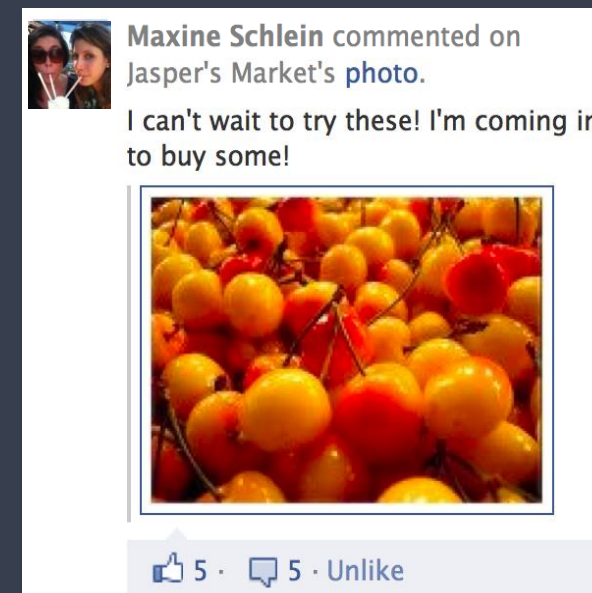 Maxine Schlein commented on
Jasper's Market's photo.
I can't wait to try these! I'm coming
to buy some!
5 · 5 · Unlike